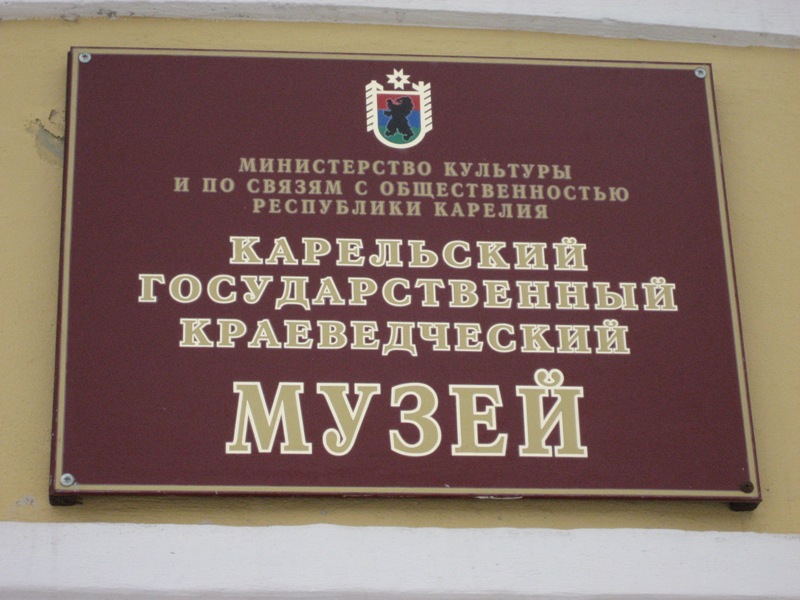 МИНИСТЕРСТВО КУЛЬТУРЫ
И ПО СВЯЗЯМ С ОБЩЕСТВЕННОСТЬЮ
РЕСПУБЛИКИ КАРЕЛИЯ
КАРЕЛЬСКИЙ
ГОСУДАРСТВЕННЫЙ
КРАЕВЕДЧЕСКИЙ
МУЗЕЙ